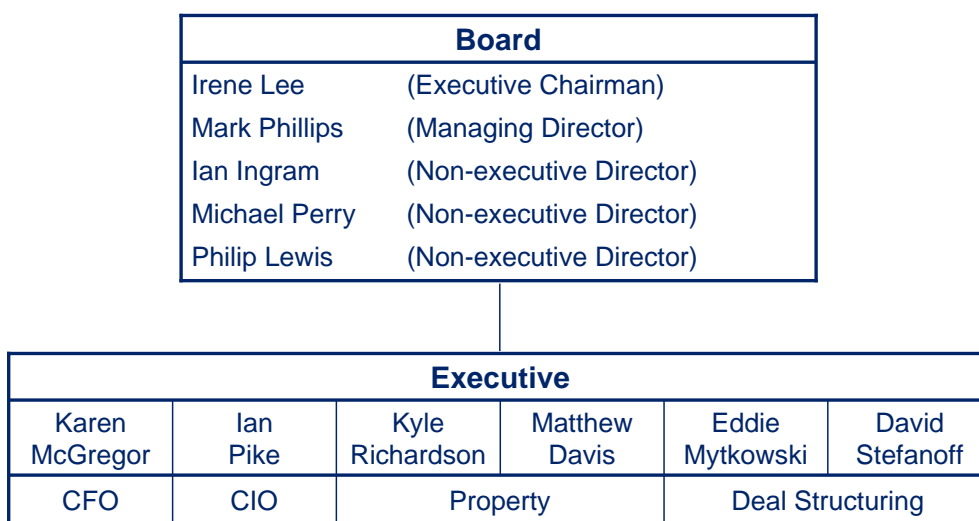 Board
Irene Lee (Executive Chairman)
Mark Phillips (Managing Director)
Ian Ingram (Non-executive Director)
Michael Perry (Non-executive Director)
Philip Lewis (Non-executive Director)
Executive
Karen McGregor
Ian Pike
Kyle Richardson
Matthew Davis
Eddie Mytkowski
David Stefanoff
CFO CIO Property Deal Structuring